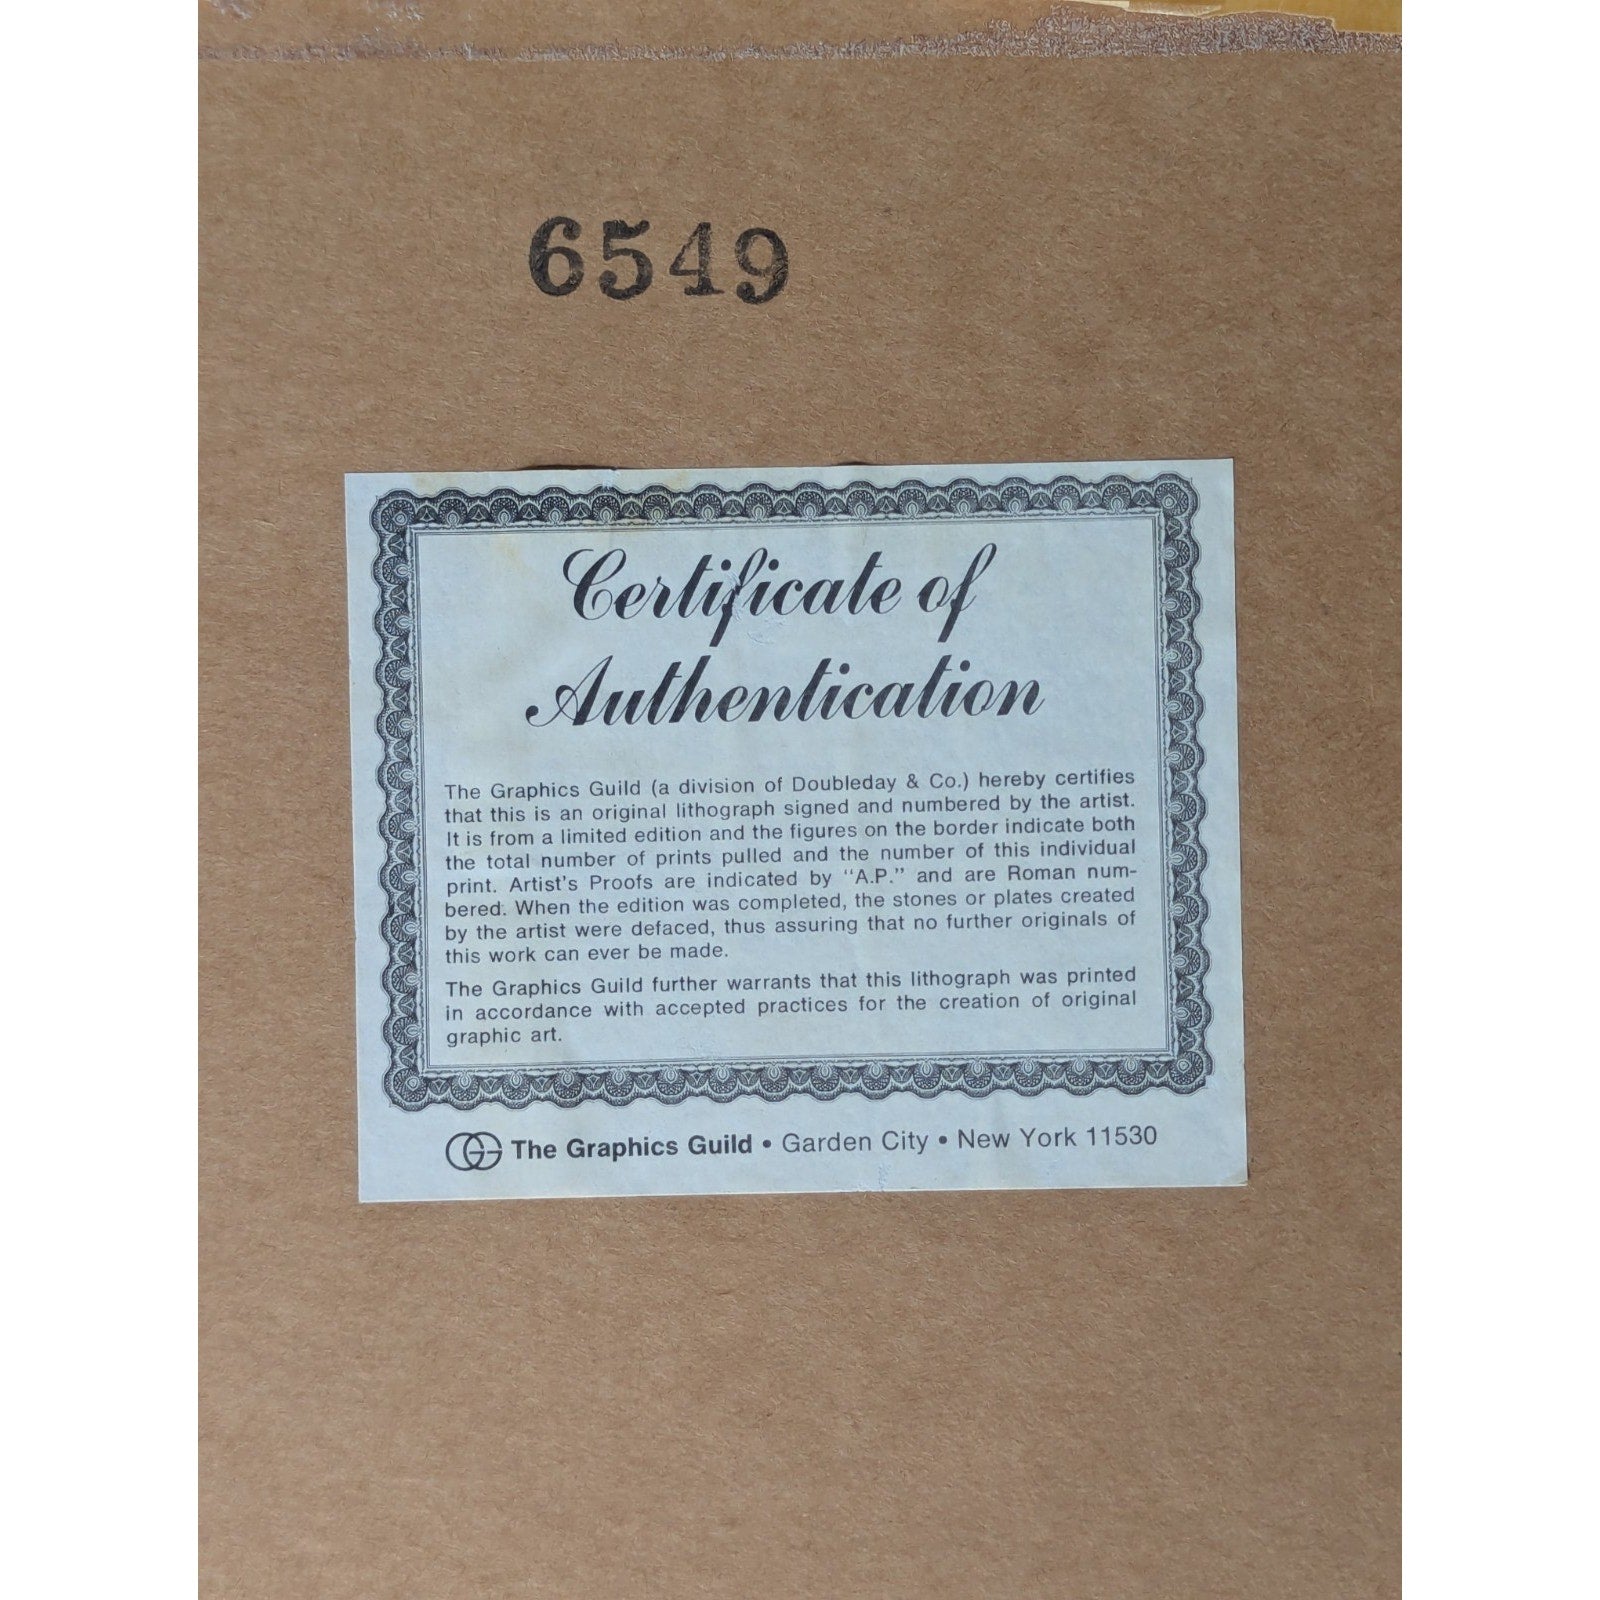 6549
Certificate of
Authentication
The Graphics Guild (a division of Doubleday & Co.) hereby certifies
that this is an original lithograph signed and numbered by the artist.
It is from a limited edition and the figures on the border indicate both
the total number of prints pulled and the number of this individual
print. Artist's Proofs are indicated by "A.P." and are Roman num-
bered. When the edition was completed, the stones or plates created
by the artist were defaced, thus assuring that no further originals of
this work can ever be made.
The Graphics Guild further warrants that this lithograph was printed
in accordance with accepted practices for the creation of original
graphic art.
GG The Graphics Guild • Garden City • New York 11530